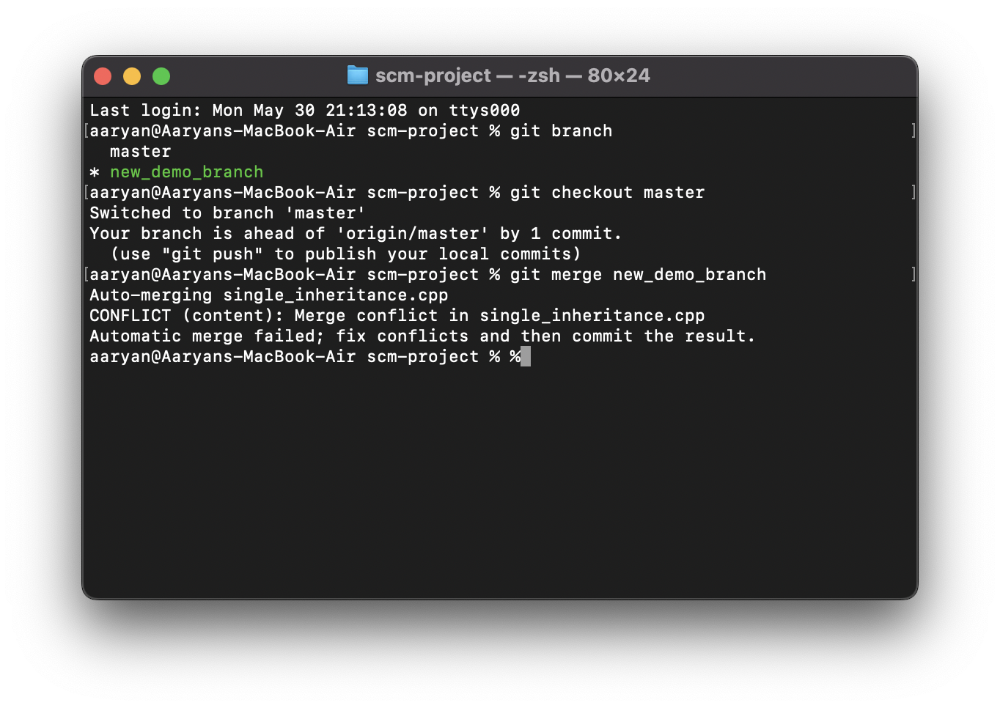 scm-project — -zsh — 80×24
Last login: Mon May 30 21:13:08 on ttys000
[aaryan@Aaryans-MacBook-Air scm-project % git branch ]
  master
* new_demo_branch
[aaryan@Aaryans-MacBook-Air scm-project % git checkout master ]
Switched to branch 'master'
Your branch is ahead of 'origin/master' by 1 commit.
  (use "git push" to publish your local commits)
[aaryan@Aaryans-MacBook-Air scm-project % git merge new_demo_branch ]
Auto-merging single_inheritance.cpp
CONFLICT (content): Merge conflict in single_inheritance.cpp
Automatic merge failed; fix conflicts and then commit the result.
aaryan@Aaryans-MacBook-Air scm-project % %